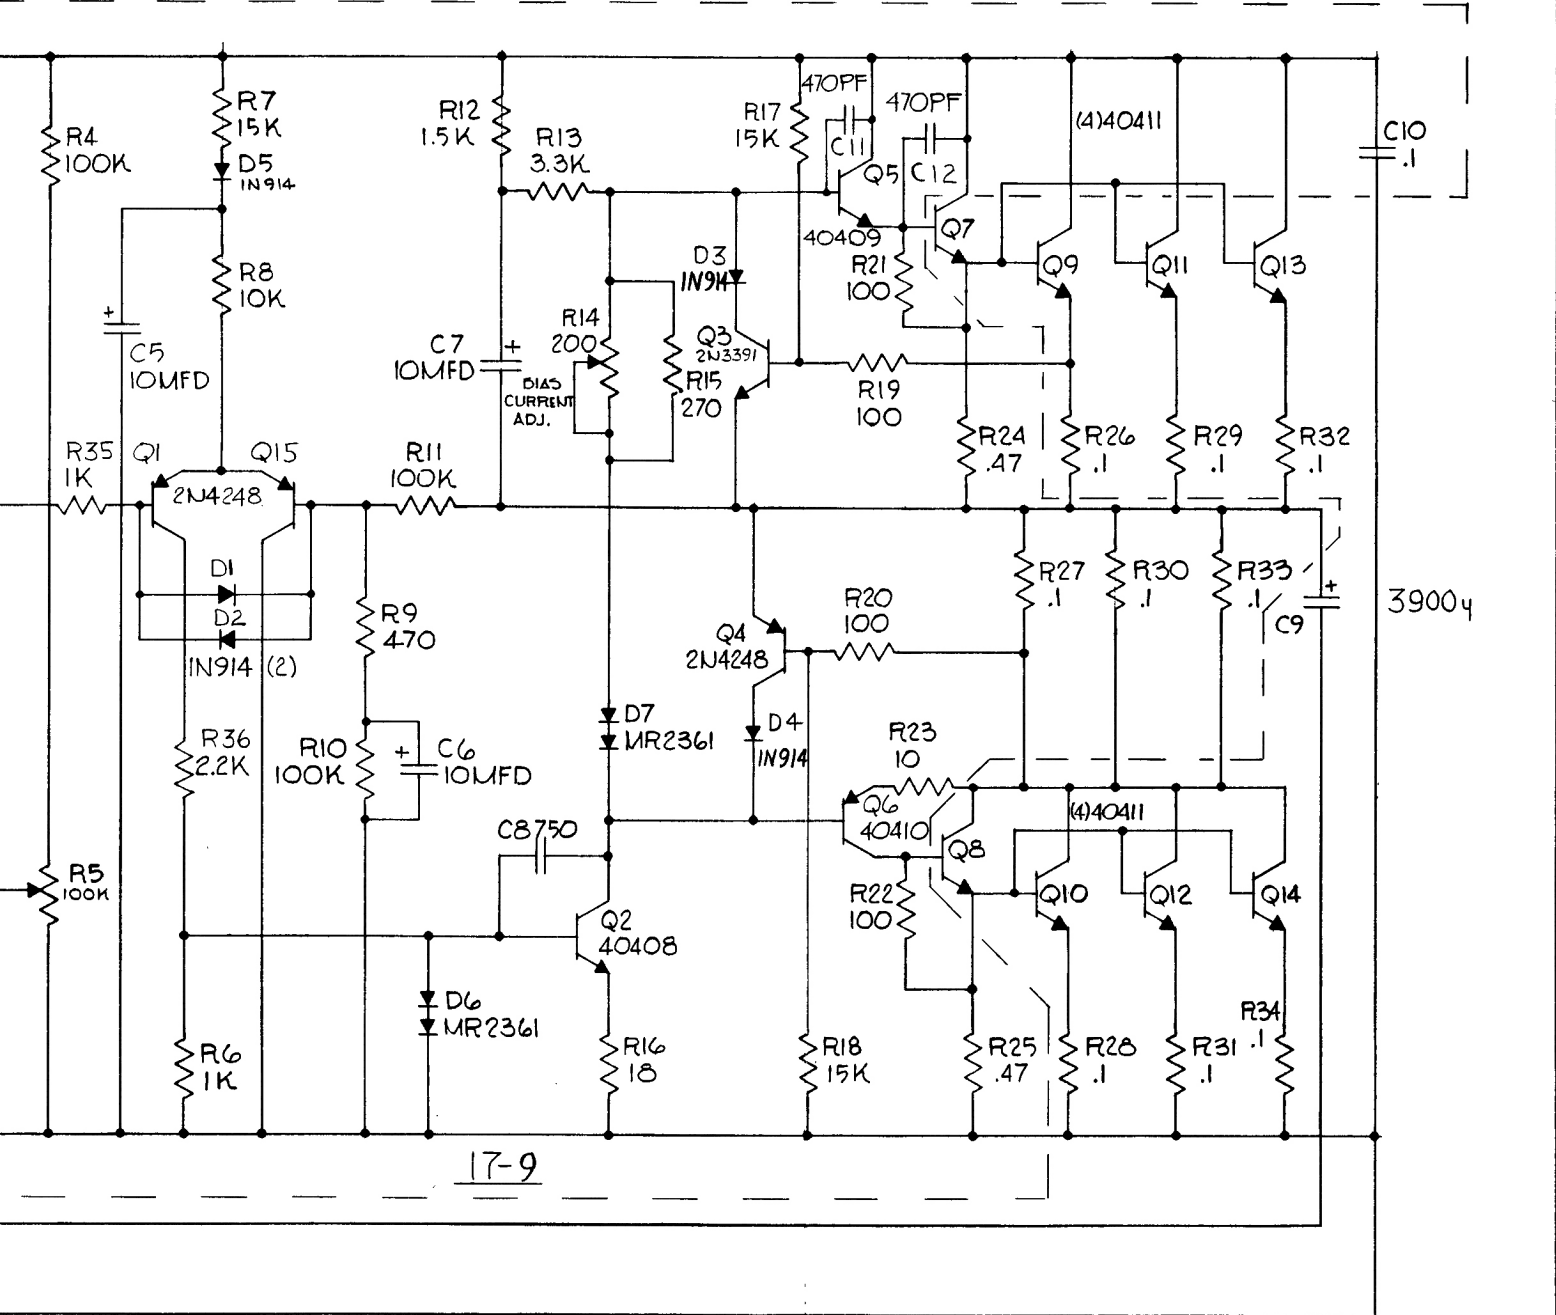 R4
100K
R7
15K
D5
1N914
R8
10K
+
C5
10MFD
R12
1.5K
R13
3.3K
C7
10MFD
+
R14
200
BIAS
CURRENT
ADJ.
R15
270
D3
1N914
Q3
2N3391
R17
15K
470PF
C11
470PF
C12
Q5
40409
Q7
R21
100
R19
100
(4)40411
Q9
Q11
Q13
C10
.1
R24
.47
R26
.1
R29
.1
R32
.1
R35
1K
Q1
Q15
2N4248
R11
100K
D1
D2
1N914 (2)
R9
470
R36
2.2K
R10
100K
+
C6
10MFD
D7
MR2361
Q4
2N4248
R20
100
D4
1N914
R27
.1
R30
.1
R33
.1
+
C9
3900y
R23
10
Q6
40410
Q8
(4)40411
Q10
Q12
Q14
R22
100
C8 750
Q2
40408
R5
100K
D6
MR2361
R6
1K
R16
18
R18
15K
R25
.47
R28
.1
R31
.1
R34
.1
17-9